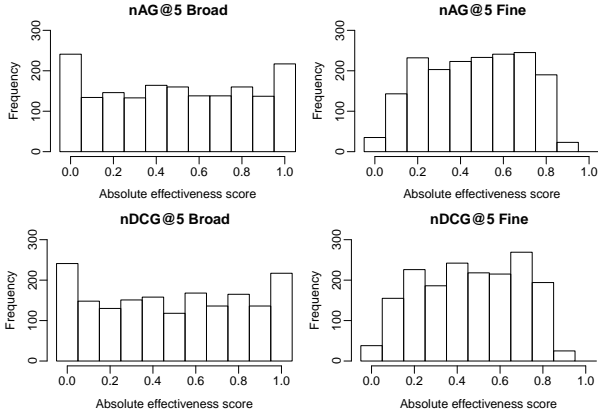 nAG@5 Broad
Frequency
0 100 200 300
0.0 0.2 0.4 0.6 0.8 1.0
Absolute effectiveness score
nAG@5 Fine
Frequency
0 100 200 300
0.0 0.2 0.4 0.6 0.8 1.0
Absolute effectiveness score
nDCG@5 Broad
Frequency
0 100 200 300
0.0 0.2 0.4 0.6 0.8 1.0
Absolute effectiveness score
nDCG@5 Fine
Frequency
0 100 200 300
0.0 0.2 0.4 0.6 0.8 1.0
Absolute effectiveness score